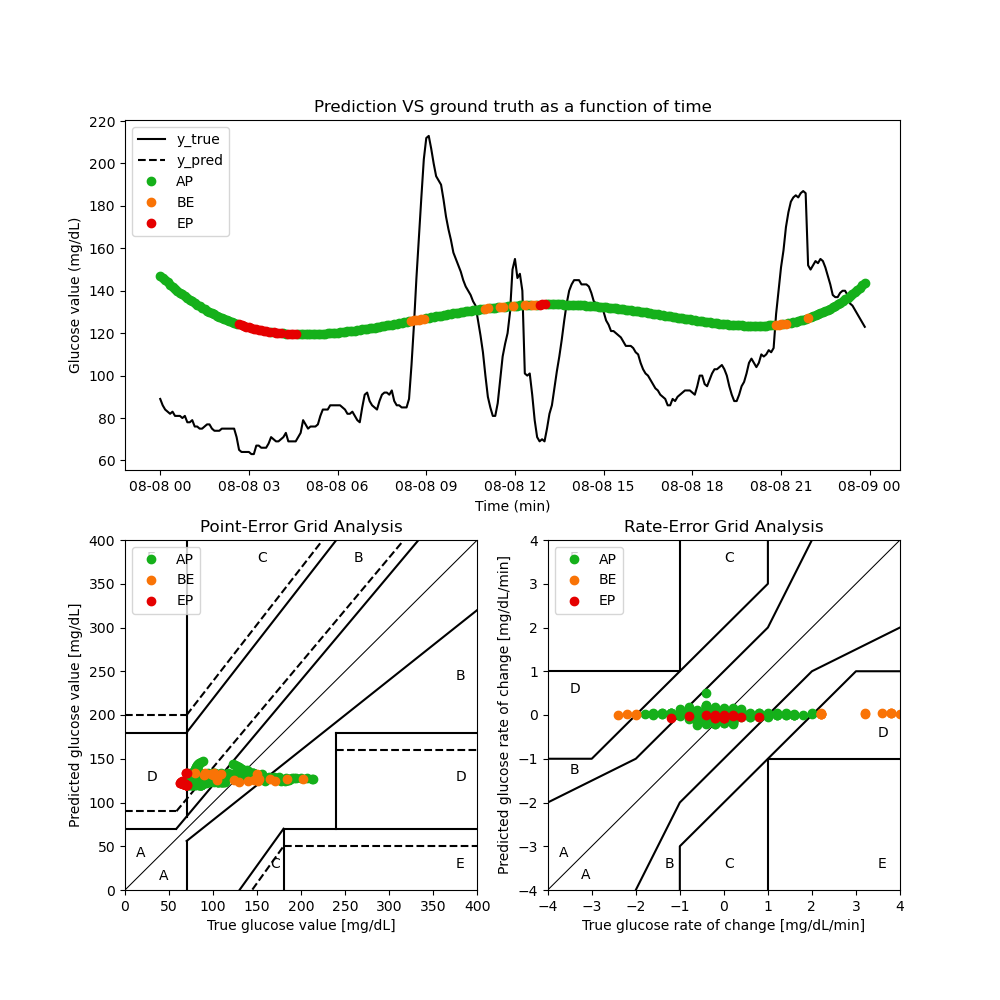 Prediction VS ground truth as a function of time
220
200
180
160
140
120
100
80
60
Glucose value (mg/dL)
y_true
y_pred
AP
BE
EP
08-08 00 08-08 03 08-08 06 08-08 09 08-08 12 08-08 15 08-08 18 08-08 21 08-09 00
Time (min)
Point-Error Grid Analysis
400
350
300
250
200
150
100
50
0
Predicted glucose value [mg/dL]
AP
BE
EP
C B
B
D D
A
A C E
0 50 100 150 200 250 300 350 400
True glucose value [mg/dL]
Rate-Error Grid Analysis
4
3
2
1
0
−1
−2
−3
−4
Predicted glucose rate of change [mg/dL/min]
AP
BE
EP
C
D
D
B
A
A B C E
−4 −3 −2 −1 0 1 2 3 4
True glucose rate of change [mg/dL/min]